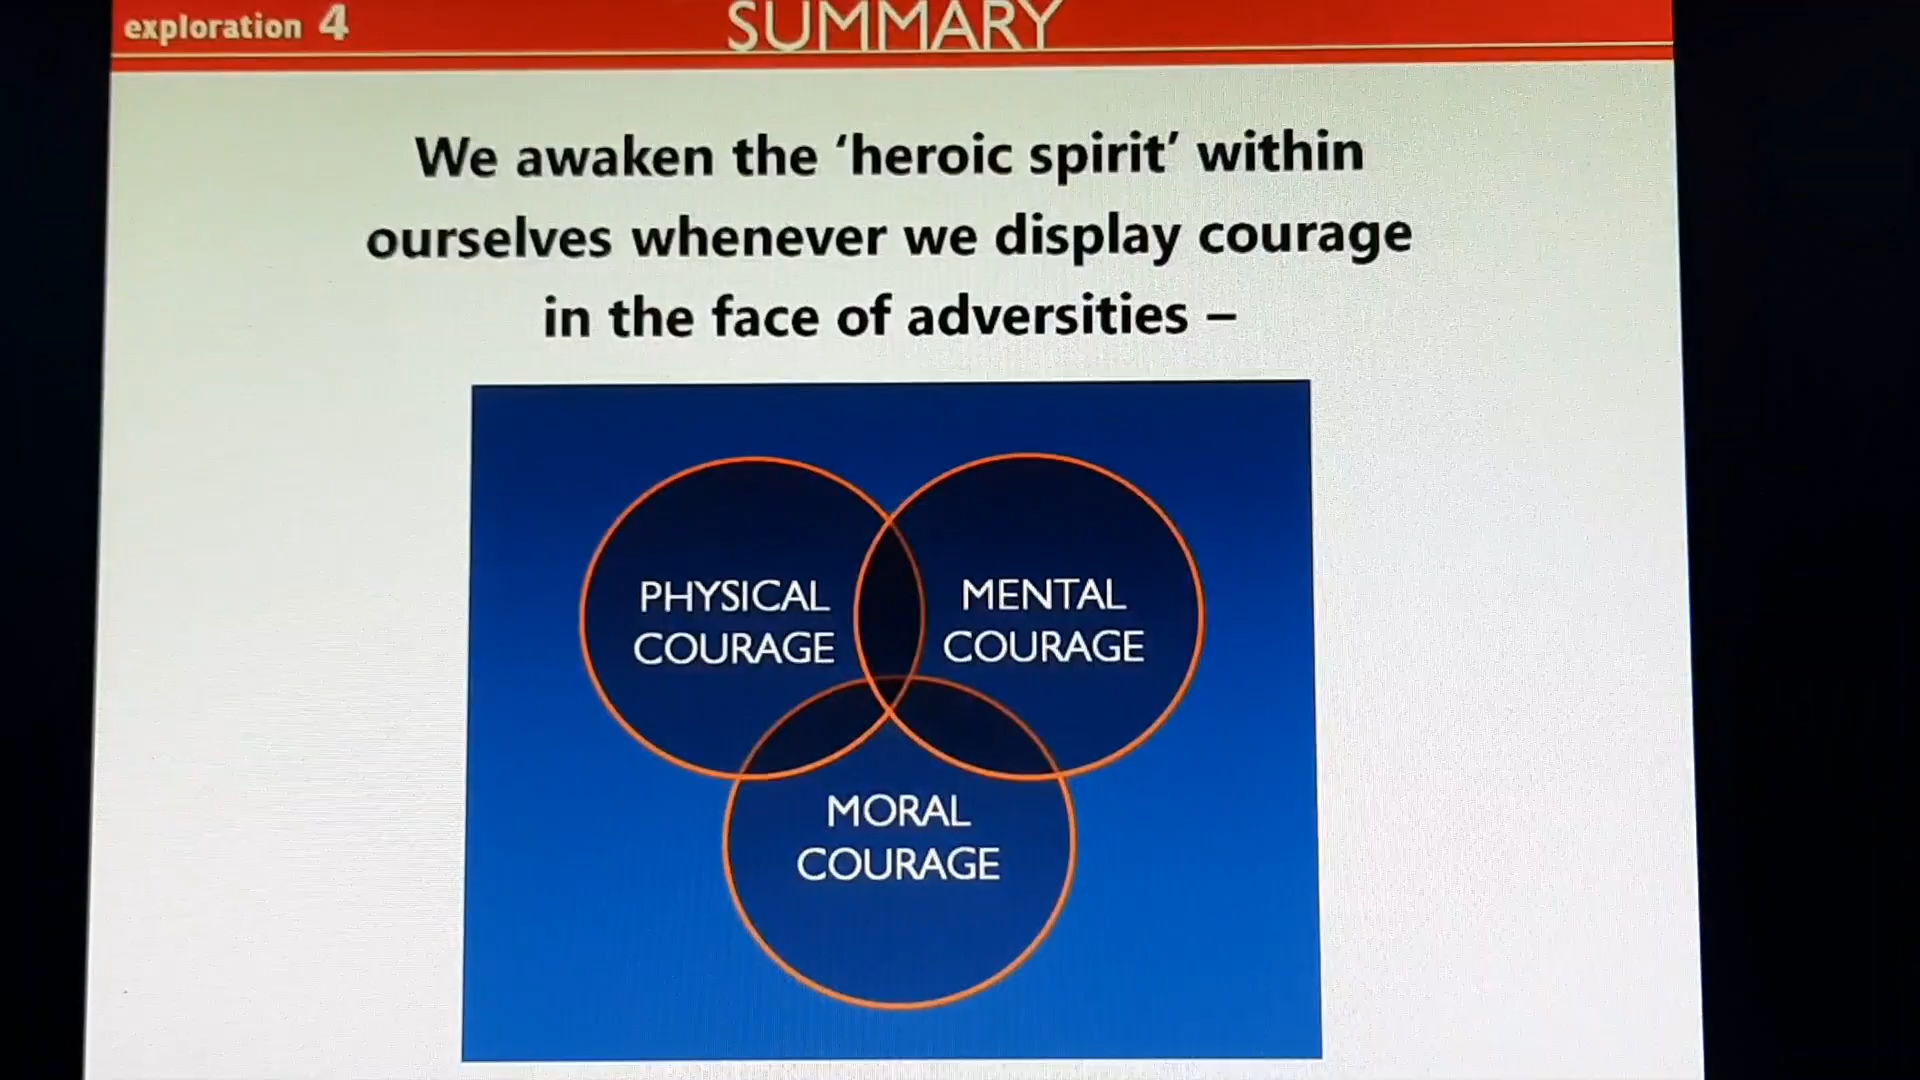 exploration 4
SUMMARY
We awaken the ‘heroic spirit’ within
ourselves whenever we display courage
in the face of adversities –
PHYSICAL
COURAGE
MENTAL
COURAGE
MORAL
COURAGE